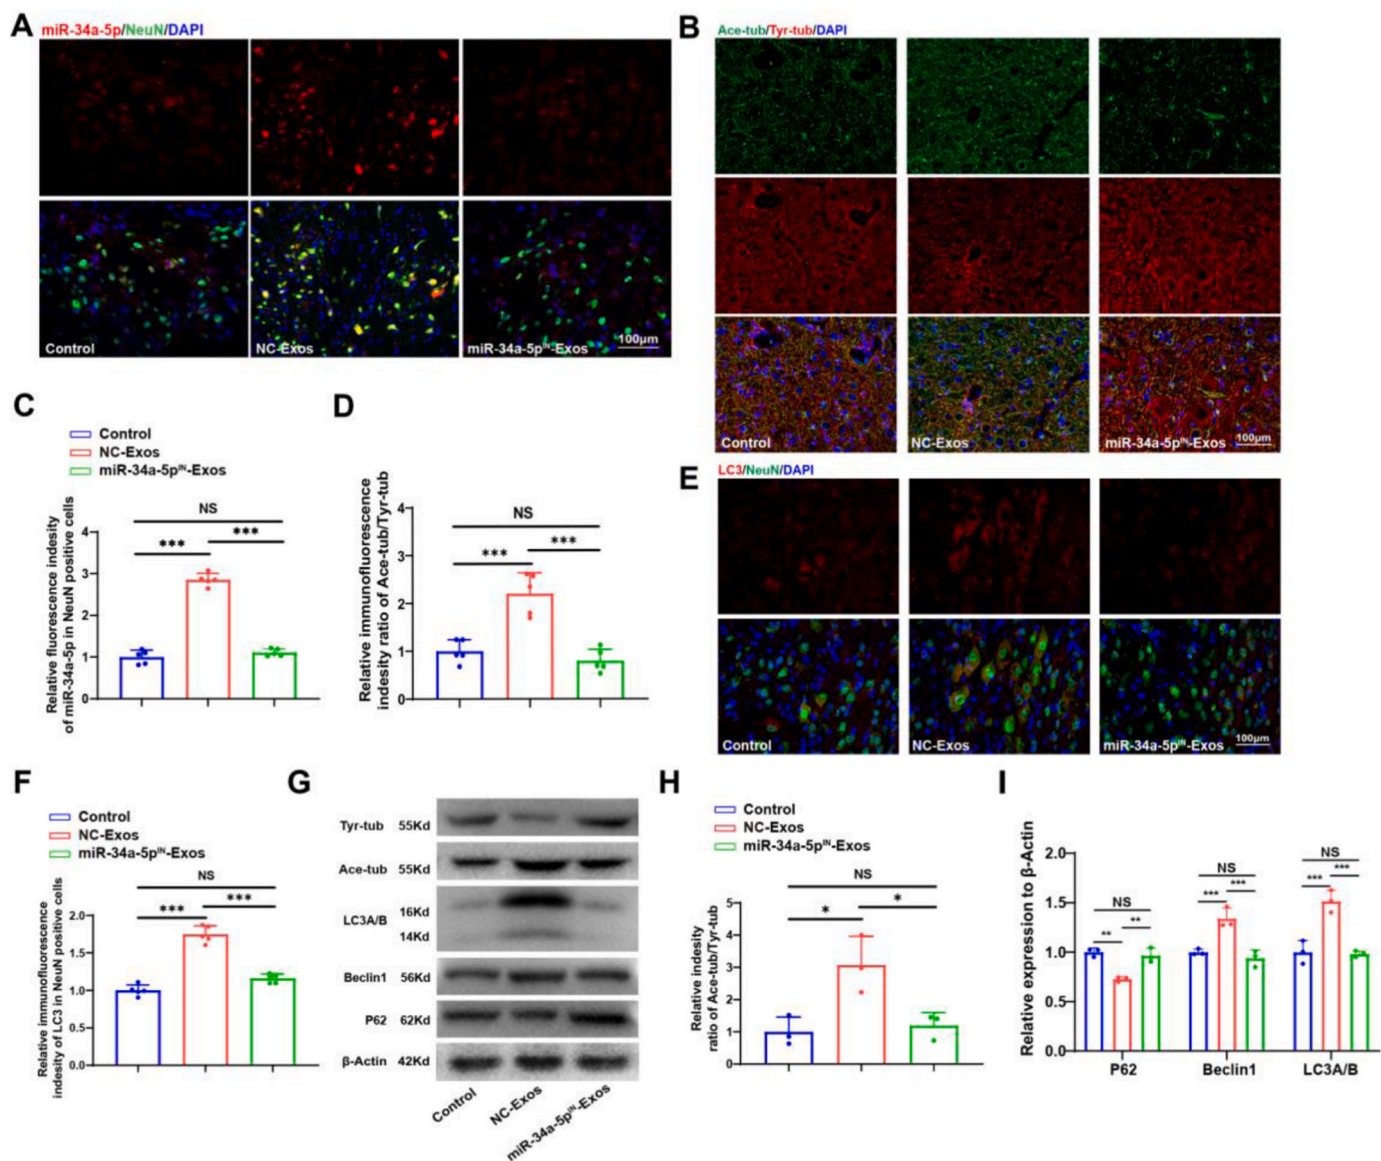 A
miR-34a-5p/NeuN/DAPI
Control
NC-Exos
miR-34a-5pᴵᴺ-Exos
100μm
B
Ace-tub/Tyr-tub/DAPI
Control
NC-Exos
miR-34a-5pᴵᴺ-Exos
100μm
C
Control
NC-Exos
miR-34a-5pᴵᴺ-Exos
Relative fluorescence indesity
of miR-34a-5p in NeuN positive cells
NS
***
***
4
3
2
1
0
D
Relative immunofluorescence
indesity ratio of Ace-tub/Tyr-tub
NS
***
***
4
3
2
1
0
E
LC3/NeuN/DAPI
Control
NC-Exos
miR-34a-5pᴵᴺ-Exos
100μm
F
Control
NC-Exos
miR-34a-5pᴵᴺ-Exos
Relative immunofluorescence
indesity of LC3 in NeuN positive cells
NS
***
***
2.0
1.5
1.0
0.5
0.0
G
Tyr-tub 55Kd
Ace-tub 55Kd
LC3A/B
16Kd
14Kd
Beclin1 56Kd
P62 62Kd
β-Actin 42Kd
Control
NC-Exos
miR-34a-5pᴵᴺ-Exos
H
Control
NC-Exos
miR-34a-5pᴵᴺ-Exos
Relative indesity
ratio of Ace-tub/Tyr-tub
NS
*
*
5
4
3
2
1
0
I
Relative expression to β-Actin
2.0
1.5
1.0
0.5
0.0
NS
**
**
NS
***
***
NS
***
***
P62
Beclin1
LC3A/B